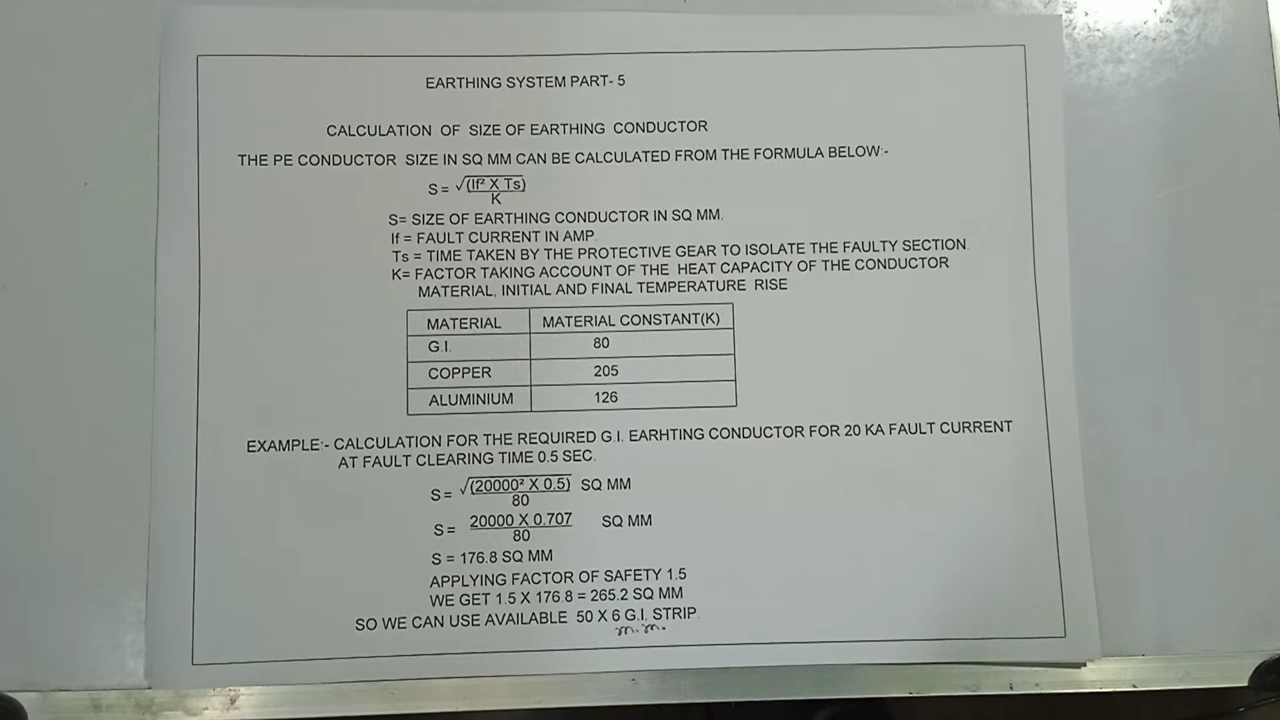 EARTHING SYSTEM PART- 5
CALCULATION OF SIZE OF EARTHING CONDUCTOR
THE PE CONDUCTOR SIZE IN SQ MM CAN BE CALCULATED FROM THE FORMULA BELOW:-
S= √(If² X Ts)
K
S= SIZE OF EARTHING CONDUCTOR IN SQ MM.
If = FAULT CURRENT IN AMP.
Ts = TIME TAKEN BY THE PROTECTIVE GEAR TO ISOLATE THE FAULTY SECTION.
K= FACTOR TAKING ACCOUNT OF THE HEAT CAPACITY OF THE CONDUCTOR
MATERIAL, INITIAL AND FINAL TEMPERATURE RISE
MATERIAL MATERIAL CONSTANT(K)
G.I. 80
COPPER 205
ALUMINIUM 126
EXAMPLE:- CALCULATION FOR THE REQUIRED G.I. EARHTING CONDUCTOR FOR 20 KA FAULT CURRENT
AT FAULT CLEARING TIME 0.5 SEC.
S= √(20000² X 0.5) SQ MM
80
S= 20000 X 0.707 SQ MM
80
S = 176.8 SQ MM
APPLYING FACTOR OF SAFETY 1.5
WE GET 1.5 X 176.8 = 265.2 SQ MM
SO WE CAN USE AVAILABLE 50 X 6 G.I. STRIP.
m.m.